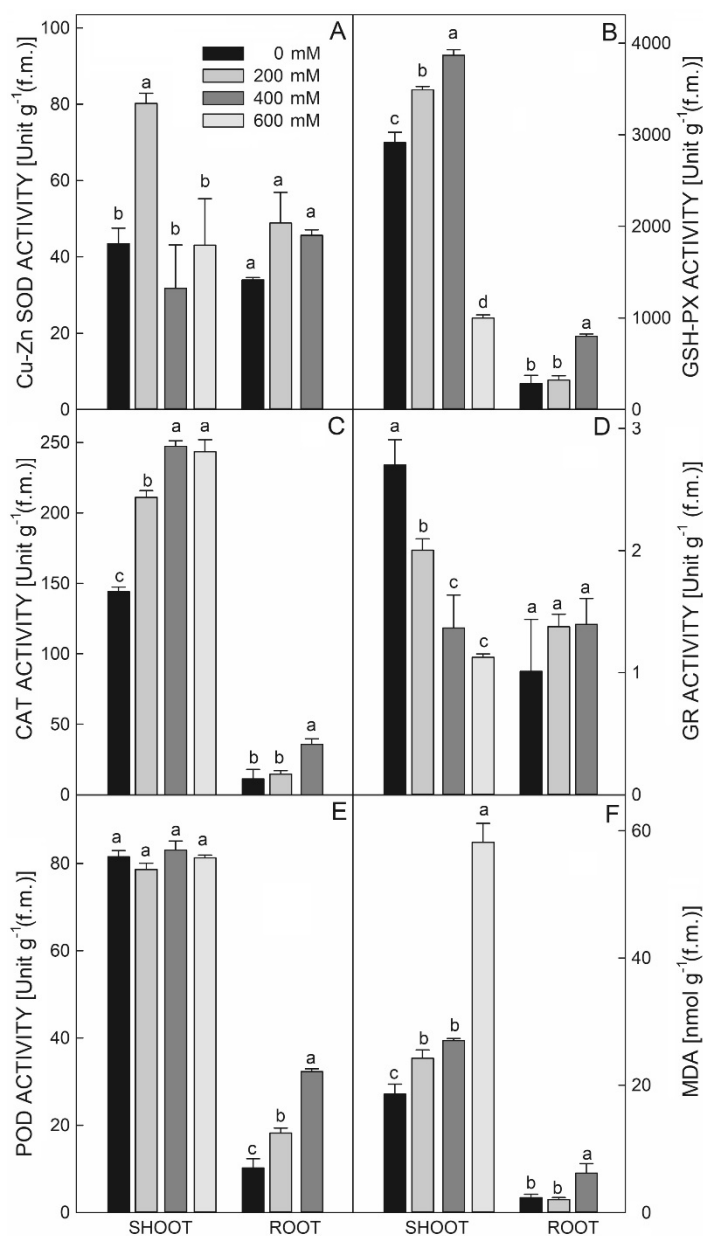 A
B
0 mM
200 mM
400 mM
600 mM
100
80
60
40
20
0
Cu-Zn SOD ACTIVITY [Unit g⁻¹(f.m.)]
b
a
b
b
a
a
a
4000
3000
2000
1000
0
GSH-PX ACTIVITY [Unit g⁻¹(f.m.)]
c
b
a
d
b
b
a
C
250
200
150
100
50
0
CAT ACTIVITY [Unit g⁻¹(f.m.)]
c
b
a
a
b
b
a
D
3
2
1
0
GR ACTIVITY [Unit g⁻¹ (f.m.)]
a
b
c
c
a
a
a
E
80
60
40
20
0
POD ACTIVITY [Unit g⁻¹(f.m.)]
a
a
a
a
c
b
a
SHOOT
ROOT
F
60
40
20
0
MDA [nmol g⁻¹(f.m.)]
c
b
b
a
b
b
a
SHOOT
ROOT